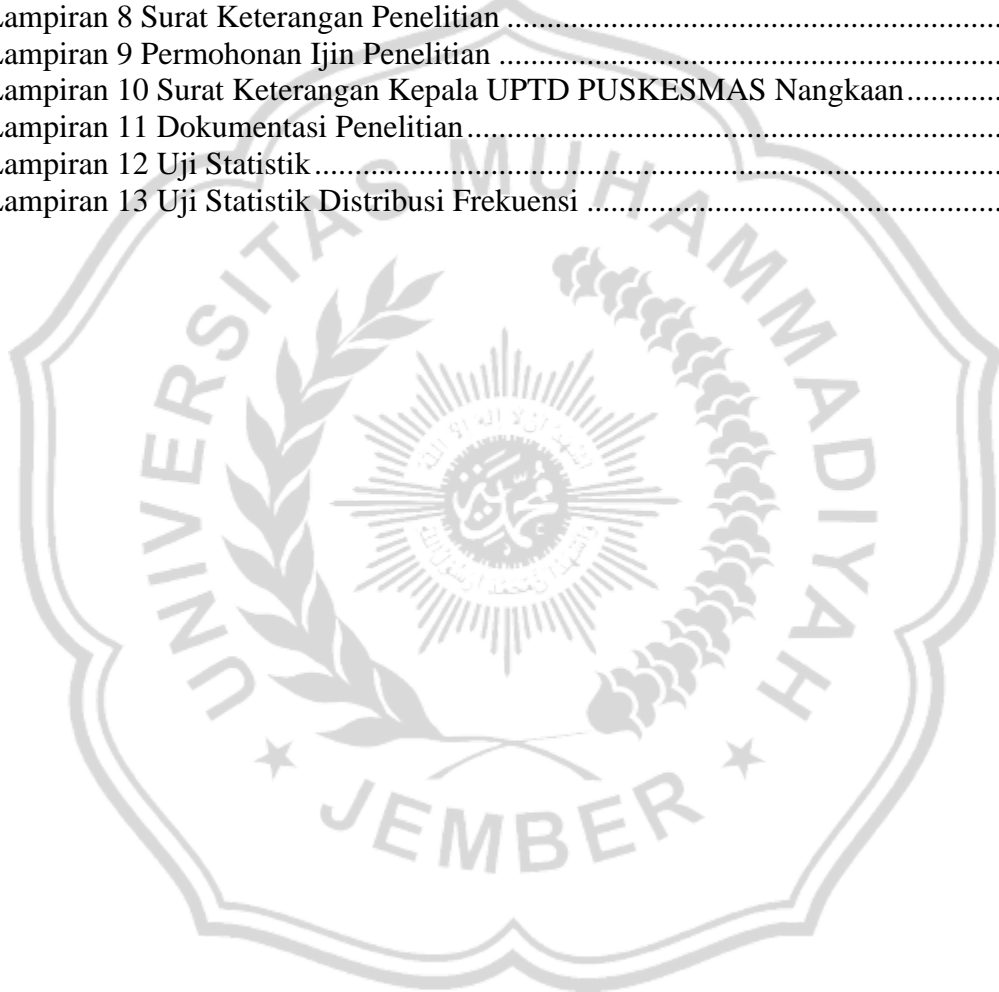 Lampiran 8 Surat Keterangan Penelitian ....................................................................
Lampiran 9 Permohonan Ijin Penelitian .....................................................................
Lampiran 10 Surat Keterangan Kepala UPTD PUSKESMAS Nangkaan............
Lampiran 11 Dokumentasi Penelitian.........................................................................
Lampiran 12 Uji Statistik............................................................................................
Lampiran 13 Uji Statistik Distribusi Frekuensi ..........................................................
UNIVERSITAS MUHAMMADIYAH
JEMBER